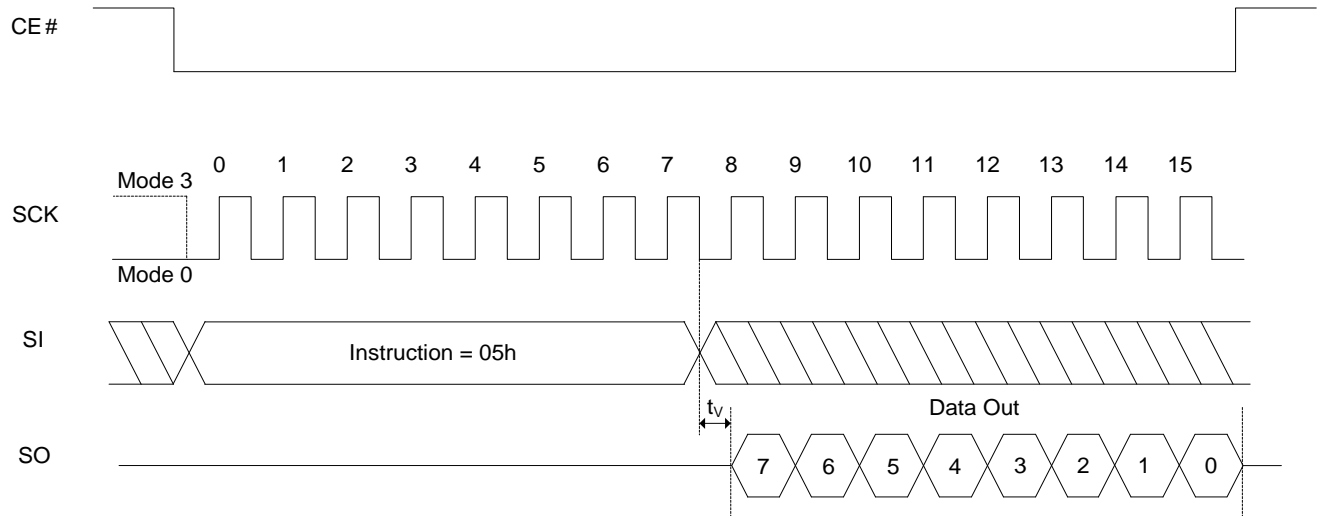 CE #
0 1 2 3 4 5 6 7 8 9 10 11 12 13 14 15
Mode 3
SCK
Mode 0
SI
Instruction = 05h
tV
Data Out
SO
7 6 5 4 3 2 1 0